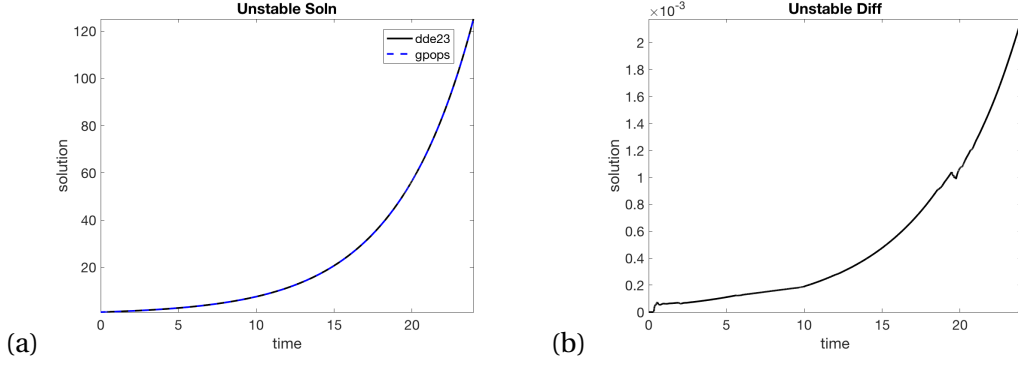 Unstable Soln
120
100
80
60
40
20
0 5 10 15 20
solution
time
dde23
gpops
(a)
Unstable Diff
×10⁻³
2
1.8
1.6
1.4
1.2
1
0.8
0.6
0.4
0.2
0
0 5 10 15 20
solution
time
(b)